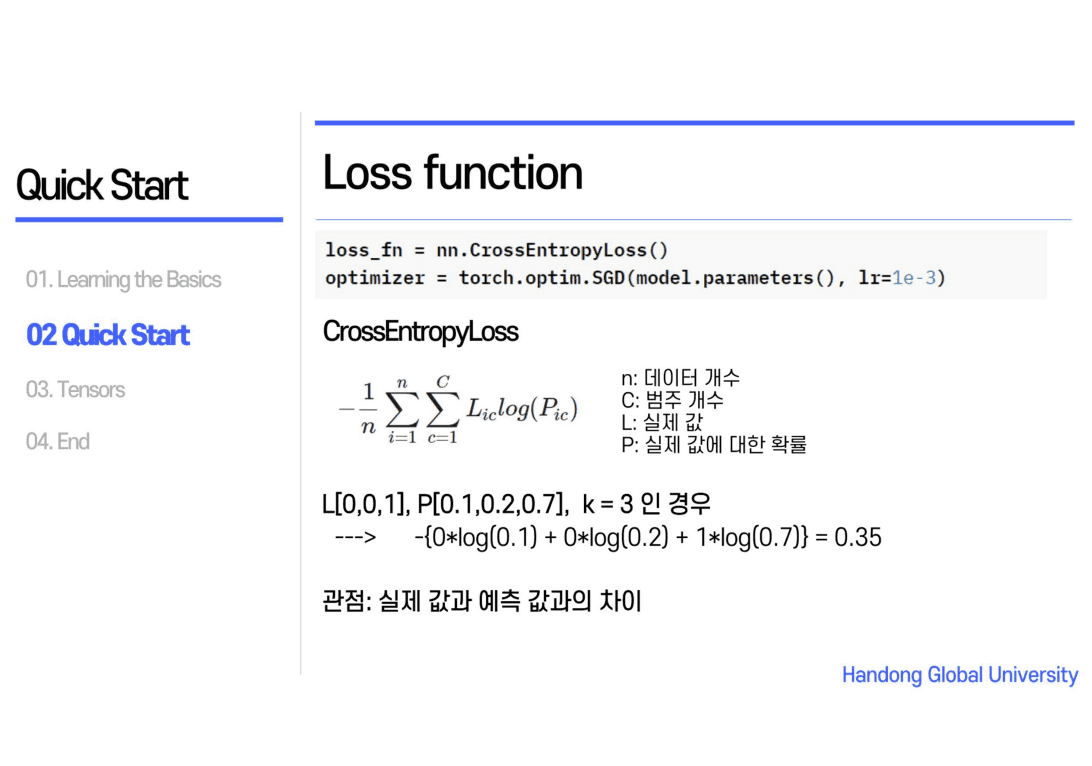 Quick Start
01. Learning the Basics
02 Quick Start
03. Tensors
04. End
Loss function
loss_fn = nn.CrossEntropyLoss()
optimizer = torch.optim.SGD(model.parameters(), lr=1e-3)
CrossEntropyLoss
$-\frac{1}{n}\sum_{i=1}^{n}\sum_{c=1}^{C}L_{ic}log(P_{ic})$
n: 데이터 개수
C: 범주 개수
L: 실제 값
P: 실제 값에 대한 확률
L[0,0,1], P[0.1,0.2,0.7], k = 3 인 경우
---> -{0*log(0.1) + 0*log(0.2) + 1*log(0.7)} = 0.35
관점: 실제 값과 예측 값과의 차이
Handong Global University